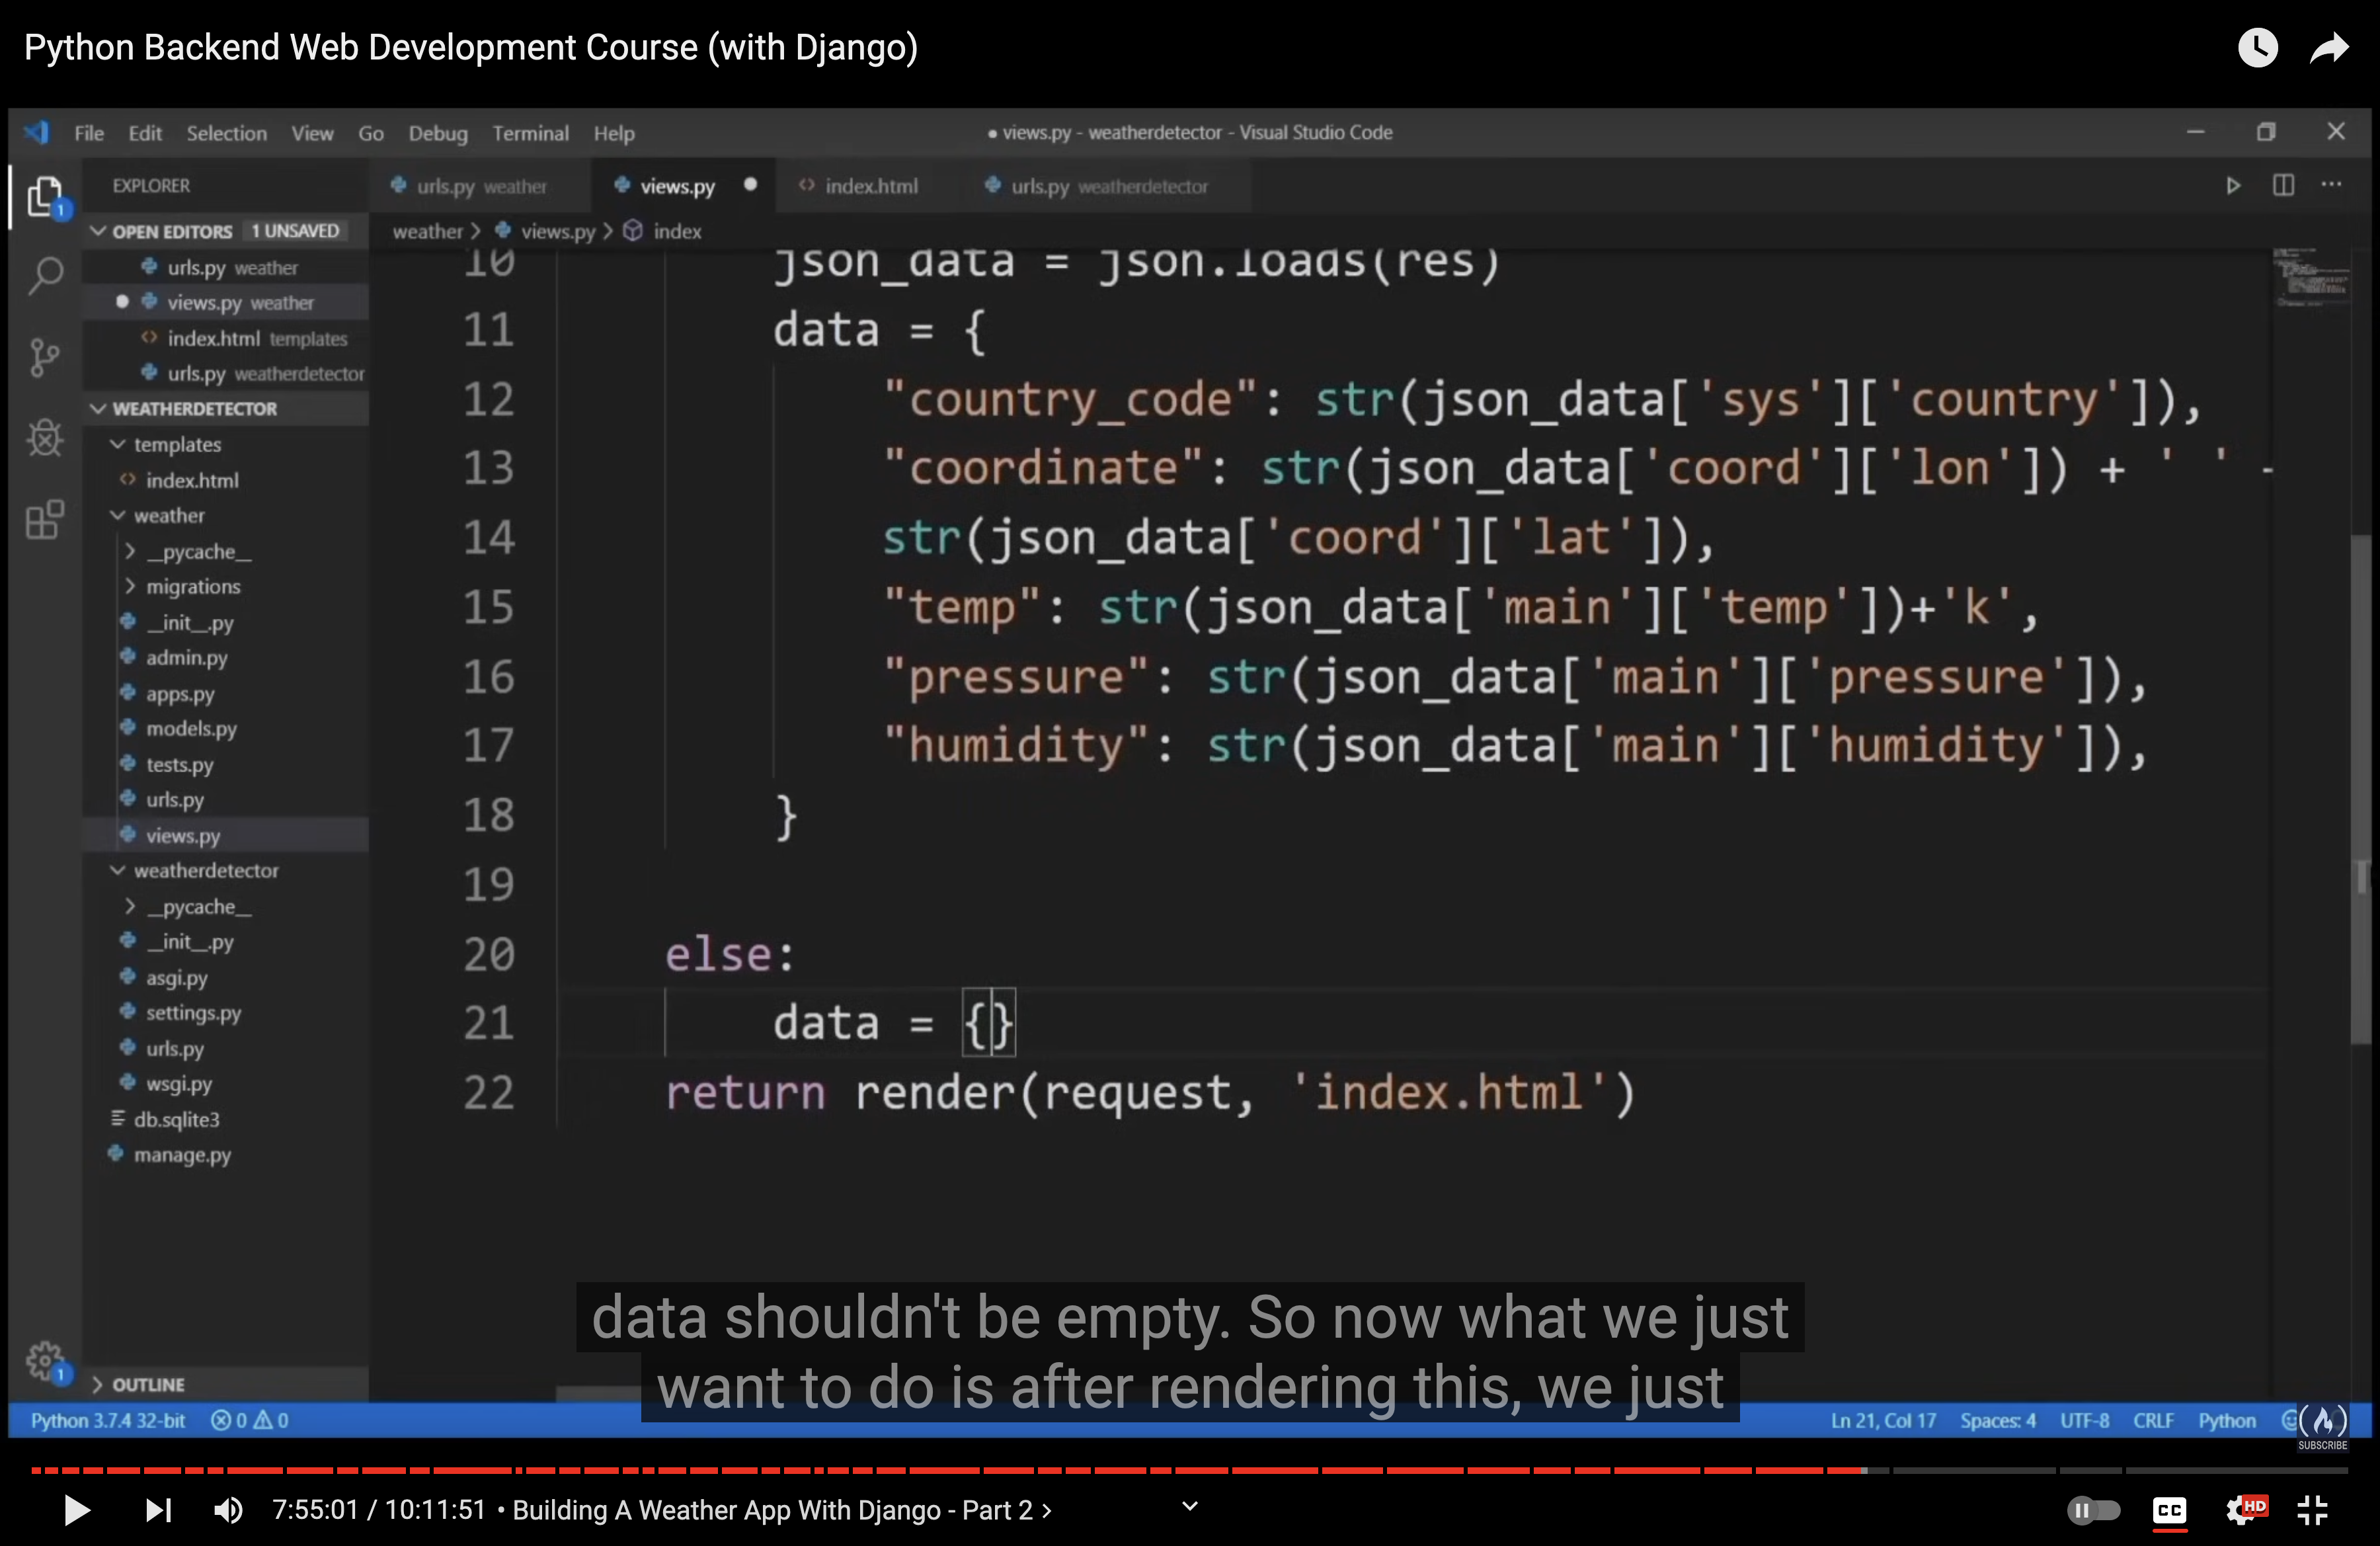 Python Backend Web Development Course (with Django)
File Edit Selection View Go Debug Terminal Help
● views.py - weatherdetector - Visual Studio Code
EXPLORER
urls.py weather
views.py
index.html
urls.py weatherdetector
OPEN EDITORS 1 UNSAVED
weather > views.py > index
1
urls.py weather
views.py weather
index.html templates
urls.py weatherdetector
WEATHERDETECTOR
templates
index.html
weather
__pycache__
migrations
__init__.py
admin.py
apps.py
models.py
tests.py
urls.py
views.py
weatherdetector
__pycache__
__init__.py
asgi.py
settings.py
urls.py
wsgi.py
db.sqlite3
manage.py
1
OUTLINE
10 json_data = json.loads(res)
11 data = {
12 "country_code": str(json_data['sys']['country']),
13 "coordinate": str(json_data['coord']['lon']) + ' '
14 str(json_data['coord']['lat']),
15 "temp": str(json_data['main']['temp'])+'k',
16 "pressure": str(json_data['main']['pressure']),
17 "humidity": str(json_data['main']['humidity']),
18 }
19
20 else:
21 data = {}
22 return render(request, 'index.html')
data shouldn't be empty. So now what we just
want to do is after rendering this, we just
Python 3.7.4 32-bit 0 0
Ln 21, Col 17 Spaces: 4 UTF-8 CRLF Python
SUBSCRIBE
7:55:01 / 10:11:51 • Building A Weather App With Django - Part 2 >
CC
HD